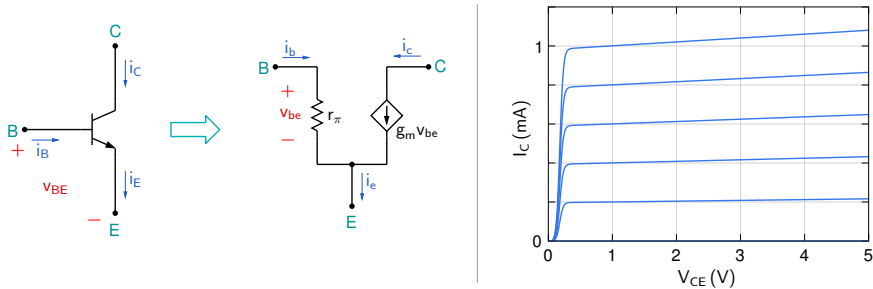 C
i_C
B
+
i_B
i_E
v_BE
−
E
i_b
i_c
B
C
+
v_be
r_π
−
g_m v_be
i_e
E
1
I_C (mA)
0
0 1 2 3 4 5
V_CE (V)